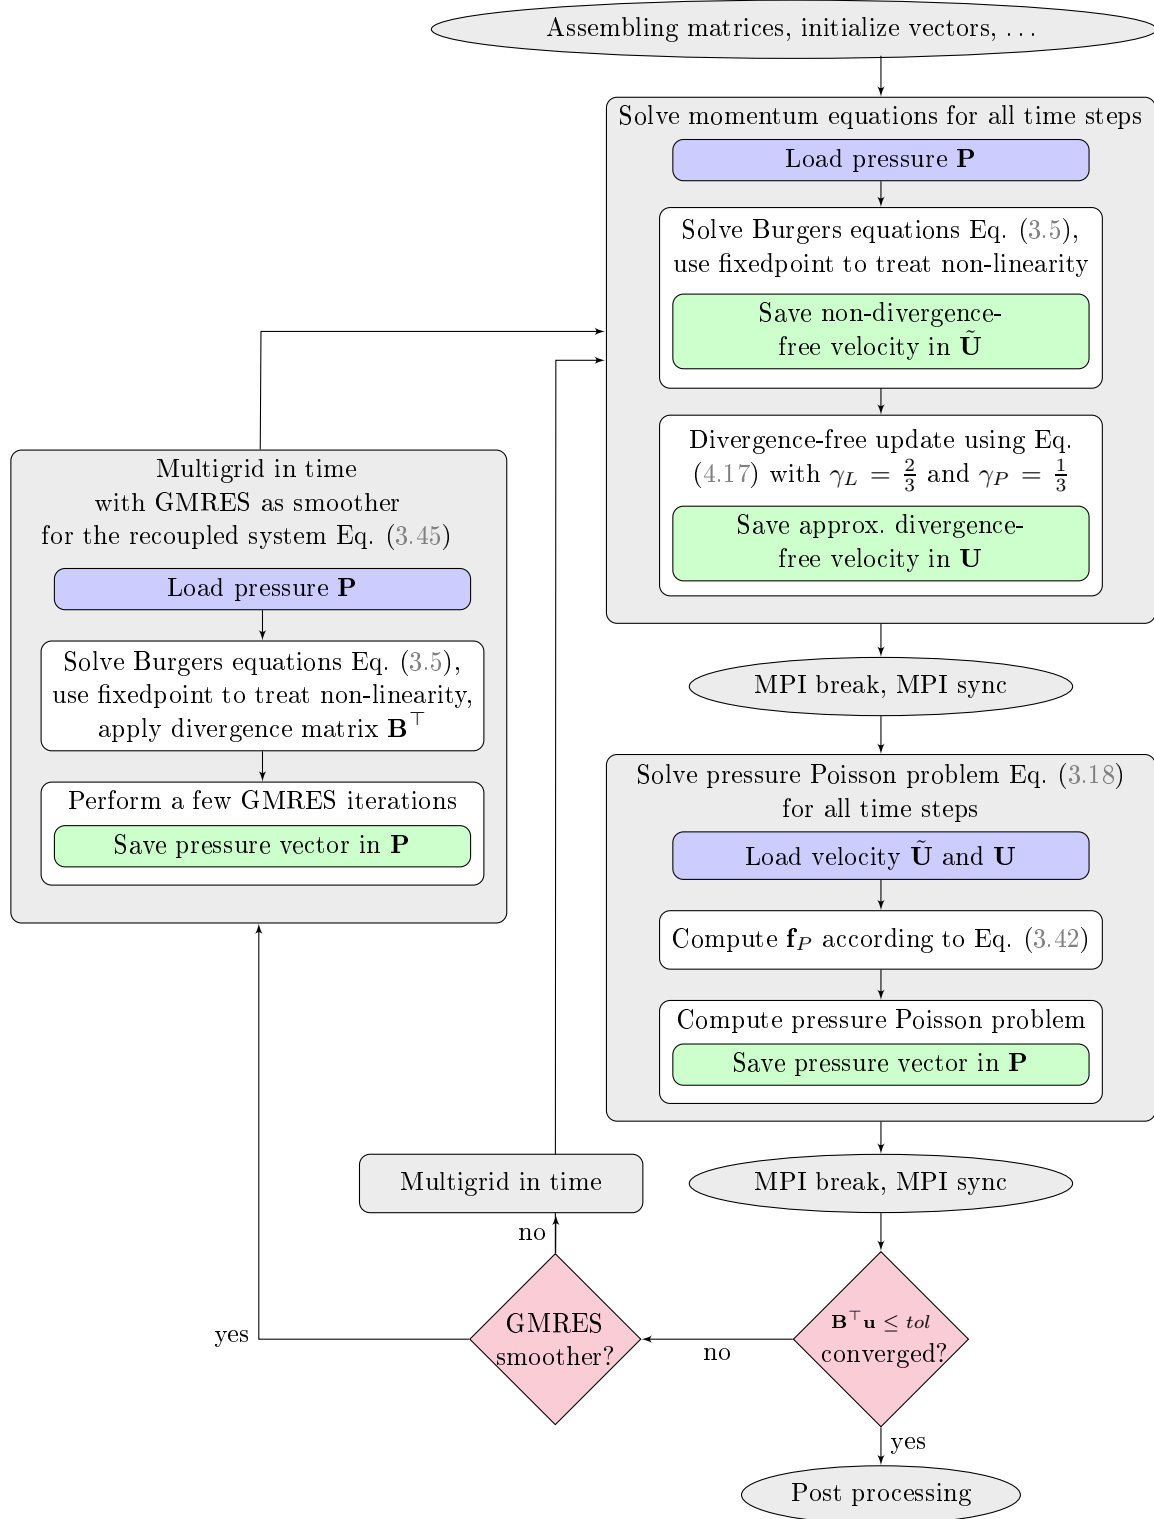 Assembling matrices, initialize vectors, . . .
Solve momentum equations for all time steps
Load pressure P
Solve Burgers equations Eq. (3.5),
use fixedpoint to treat non-linearity
Save non-divergence-
free velocity in Ũ
Divergence-free update using Eq.
(4.17) with γ_L = 2/3 and γ_P = 1/3
Save approx. divergence-
free velocity in U
MPI break, MPI sync
Solve pressure Poisson problem Eq. (3.18)
for all time steps
Load velocity Ũ and U
Compute f_P according to Eq. (3.42)
Compute pressure Poisson problem
Save pressure vector in P
MPI break, MPI sync
B^⊤u ≤ tol
converged?
yes
Post processing
no
GMRES
smoother?
no
Multigrid in time
yes
Multigrid in time
with GMRES as smoother
for the recoupled system Eq. (3.45)
Load pressure P
Solve Burgers equations Eq. (3.5),
use fixedpoint to treat non-linearity,
apply divergence matrix B^⊤
Perform a few GMRES iterations
Save pressure vector in P